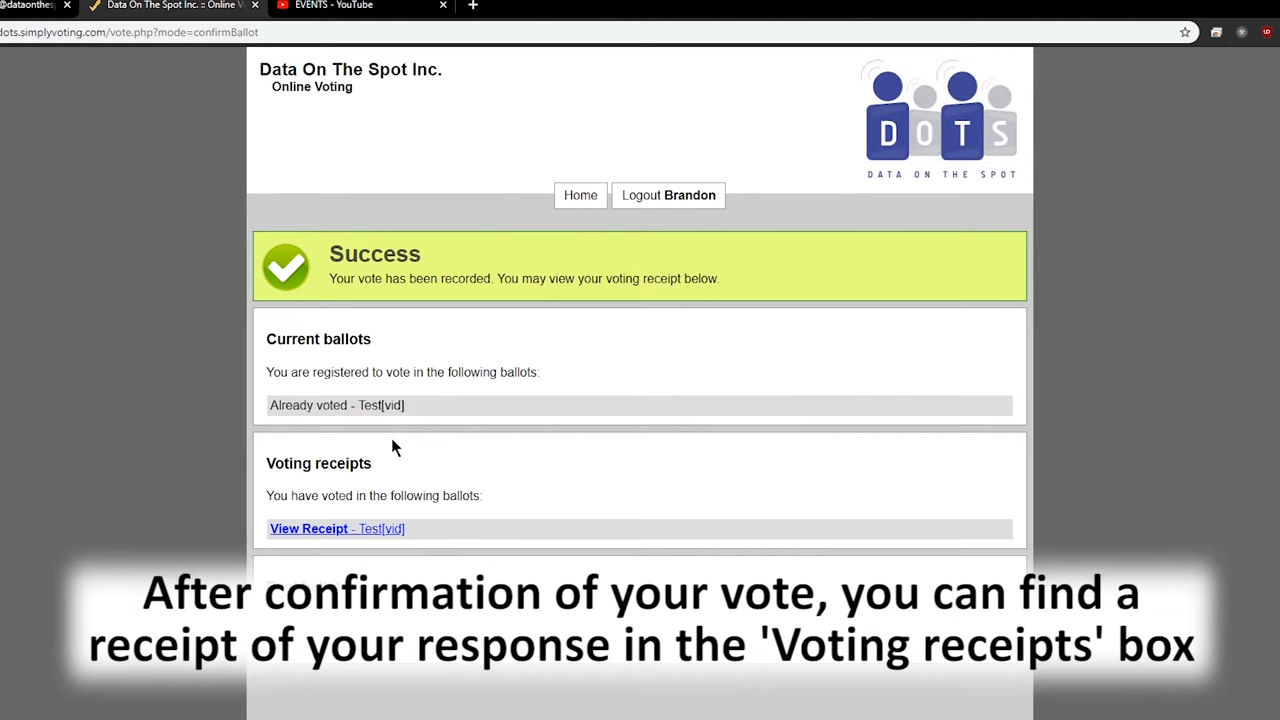 @dataonthes
Data On The Spot Inc. :: Online V
EVENTS - YouTube
dots.simplyvoting.com/vote.php?mode=confirmBallot
Data On The Spot Inc.
Online Voting
DOTS
DATA ON THE SPOT
Home
Logout Brandon
Success
Your vote has been recorded. You may view your voting receipt below.
Current ballots
You are registered to vote in the following ballots:
Already voted - Test[vid]
Voting receipts
You have voted in the following ballots:
View Receipt - Test[vid]
After confirmation of your vote, you can find a
receipt of your response in the 'Voting receipts' box